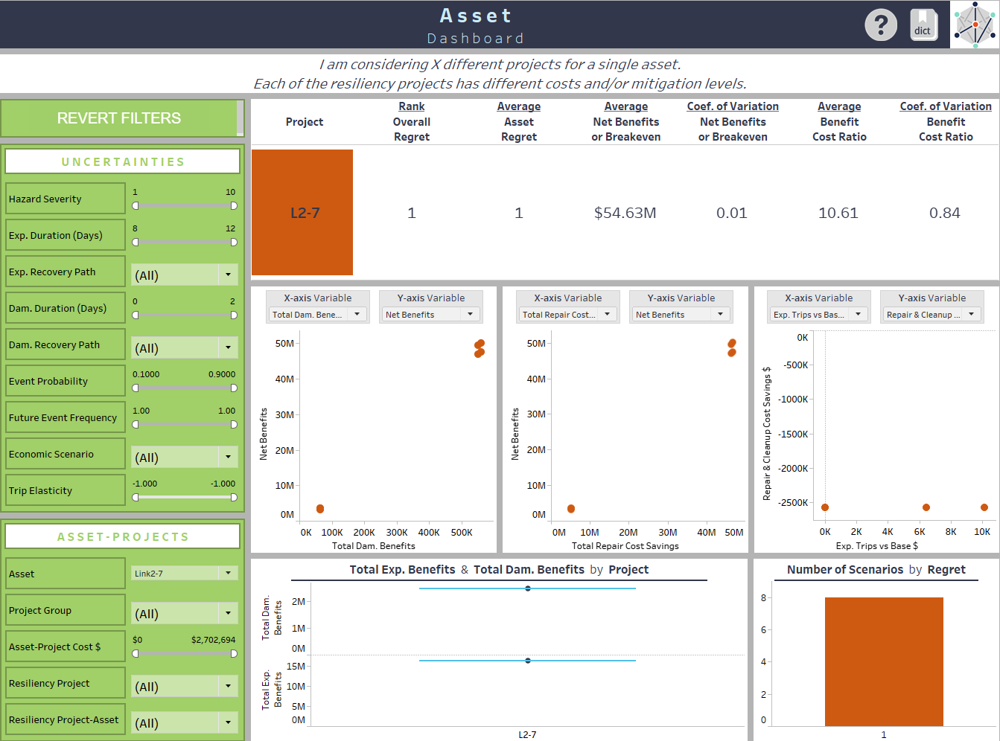 Asset
Dashboard
?
dict
I am considering X different projects for a single asset.
Each of the resiliency projects has different costs and/or mitigation levels.
REVERT FILTERS
UNCERTAINTIES
Hazard Severity
1 10
Exp. Duration (Days)
8 12
Exp. Recovery Path
(All)
Dam. Duration (Days)
0 2
Dam. Recovery Path
(All)
Event Probability
0.1000 0.9000
Future Event Frequency
1.00 1.00
Economic Scenario
(All)
Trip Elasticity
-1.000 -1.000
ASSET-PROJECTS
Asset
Link2-7
Project Group
(All)
Asset-Project Cost $
$0 $2,702,694
Resiliency Project
(All)
Resiliency Project-Asset
(All)
Project
Rank
Overall
Regret
Average
Asset
Regret
Average
Net Benefits
or Breakeven
Coef. of Variation
Net Benefits
or Breakeven
Average
Benefit
Cost Ratio
Coef. of Variation
Benefit
Cost Ratio
L2-7 1 1 $54.63M 0.01 10.61 0.84
X-axis Variable
Total Dam. Bene...
Y-axis Variable
Net Benefits
50M
40M
30M
20M
10M
0M
Net Benefits
0K 100K 200K 300K 400K 500K
Total Dam. Benefits
X-axis Variable
Total Repair Cost...
Y-axis Variable
Net Benefits
50M
40M
30M
20M
10M
0M
Net Benefits
0M 10M 20M 30M 40M 50M
Total Repair Cost Savings
X-axis Variable
Exp. Trips vs Bas...
Y-axis Variable
Repair & Cleanup ...
0K
-500K
-1000K
-1500K
-2000K
-2500K
Repair & Cleanup Cost Savings $
0K 2K 4K 6K 8K 10K
Exp. Trips vs Base $
Total Exp. Benefits & Total Dam. Benefits by Project
Total Dam.
Benefits
2M
1M
0M
Total Exp.
Benefits
15M
10M
5M
0M
L2-7
Number of Scenarios by Regret
8
6
4
2
0
1